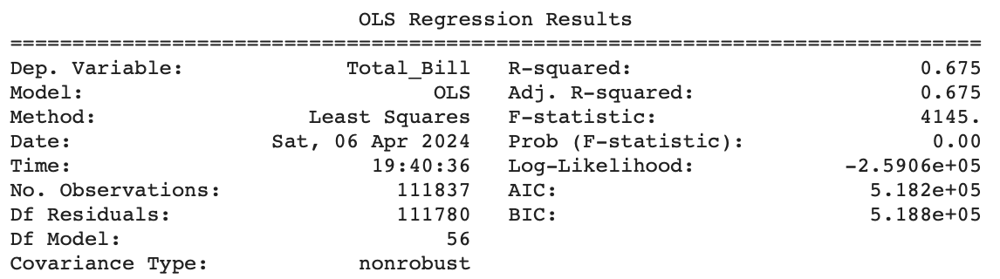 OLS Regression Results
==============================================================================
Dep. Variable: Total_Bill R-squared: 0.675
Model: OLS Adj. R-squared: 0.675
Method: Least Squares F-statistic: 4145.
Date: Sat, 06 Apr 2024 Prob (F-statistic): 0.00
Time: 19:40:36 Log-Likelihood: -2.5906e+05
No. Observations: 111837 AIC: 5.182e+05
Df Residuals: 111780 BIC: 5.188e+05
Df Model: 56
Covariance Type: nonrobust